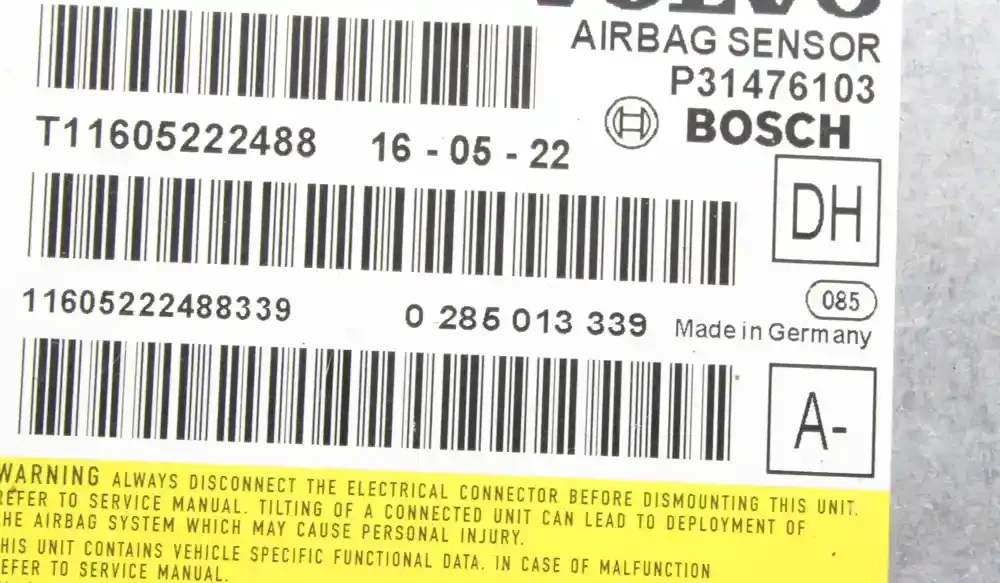 VOLVO
AIRBAG SENSOR
P31476103
BOSCH
T11605222488 16 - 05 - 22
DH
085
11605222488339 0 285 013 339 Made in Germany
A-
WARNING ALWAYS DISCONNECT THE ELECTRICAL CONNECTOR BEFORE DISMOUNTING THIS UNIT.
REFER TO SERVICE MANUAL. TILTING OF A CONNECTED UNIT CAN LEAD TO DEPLOYMENT OF
THE AIRBAG SYSTEM WHICH MAY CAUSE PERSONAL INJURY.
THIS UNIT CONTAINS VEHICLE SPECIFIC FUNCTIONAL DATA. IN CASE OF MALFUNCTION
REFER TO SERVICE MANUAL.